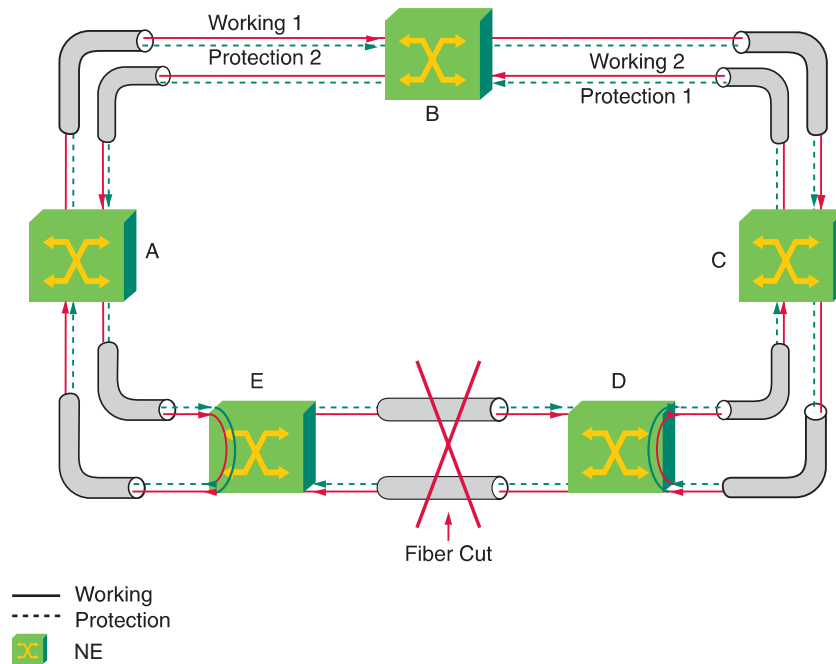 Working 1
Protection 2
Working 2
Protection 1
B
A
C
E
D
Fiber Cut
Working
Protection
NE